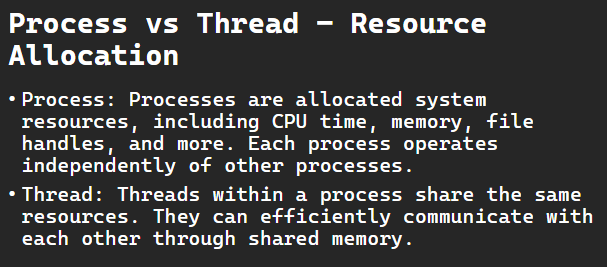 Process vs Thread – Resource
Allocation
• Process: Processes are allocated system
resources, including CPU time, memory, file
handles, and more. Each process operates
independently of other processes.
• Thread: Threads within a process share the same
resources. They can efficiently communicate with
each other through shared memory.